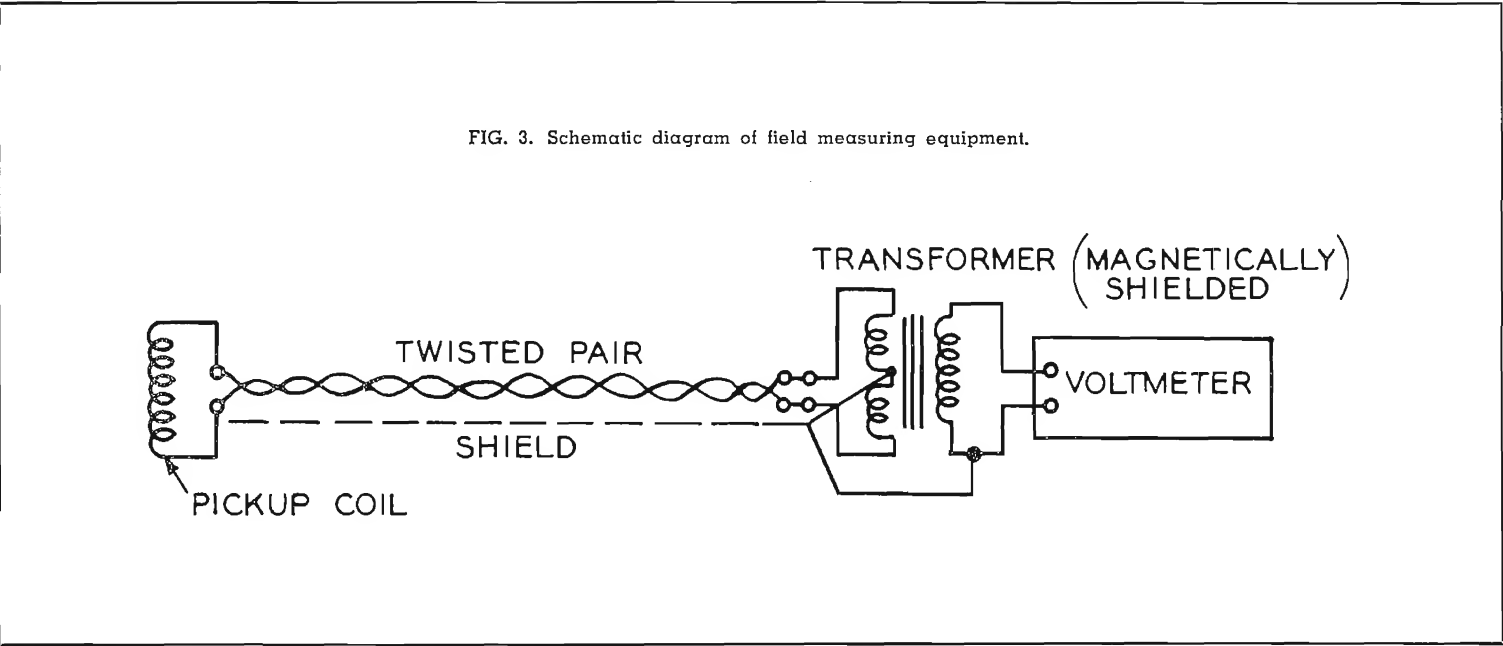 FIG. 3. Schematic diagram of field measuring equipment.
TRANSFORMER (MAGNETICALLY
SHIELDED)
TWISTED PAIR
VOLTMETER
SHIELD
PICKUP COIL